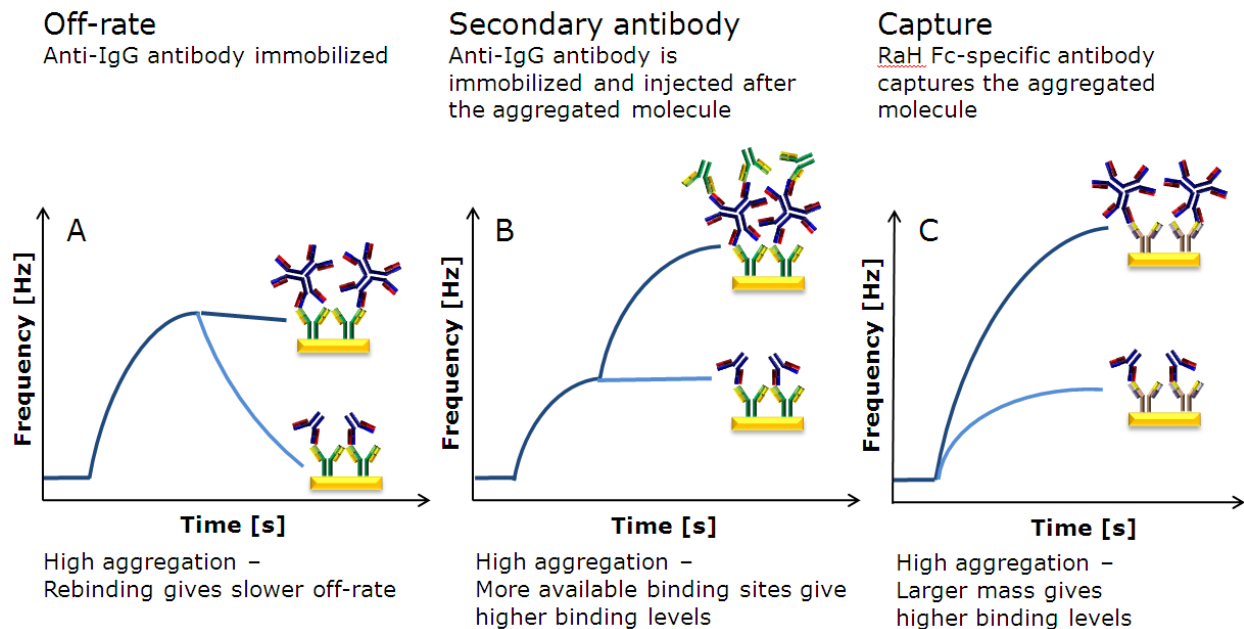 Off-rate
Anti-IgG antibody immobilized
Secondary antibody
Anti-IgG antibody is
immobilized and injected after
the aggregated molecule
Capture
RaH Fc-specific antibody
captures the aggregated
molecule
A
Frequency [Hz]
Time [s]
B
Frequency [Hz]
Time [s]
C
Frequency [Hz]
Time [s]
High aggregation –
Rebinding gives slower off-rate
High aggregation –
More available binding sites give
higher binding levels
High aggregation –
Larger mass gives
higher binding levels